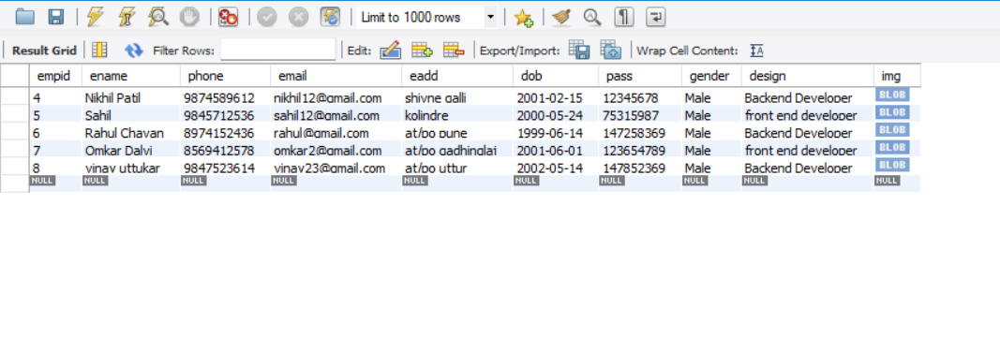 Limit to 1000 rows
Result Grid Filter Rows: Edit: Export/Import: Wrap Cell Content:
empid ename phone email eadd dob pass gender design img
4 Nikhil Patil 9874589612 nikhil12@gmail.com shivne galli 2001-02-15 12345678 Male Backend Developer BLOB
5 Sahil 9845712536 sahil12@gmail.com kolindre 2000-05-24 75315987 Male front end developer BLOB
6 Rahul Chavan 8974152436 rahul@gmail.com at/po pune 1999-06-14 147258369 Male Backend Developer BLOB
7 Omkar Dalvi 8569412578 omkar2@gmail.com at/po gadhinglaj 2001-06-01 123654789 Male front end developer BLOB
8 vinay uttukar 9847523614 vinay23@gmail.com at/po uttur 2002-05-14 147852369 Male Backend Developer BLOB
NULL NULL NULL NULL NULL NULL NULL NULL NULL NULL